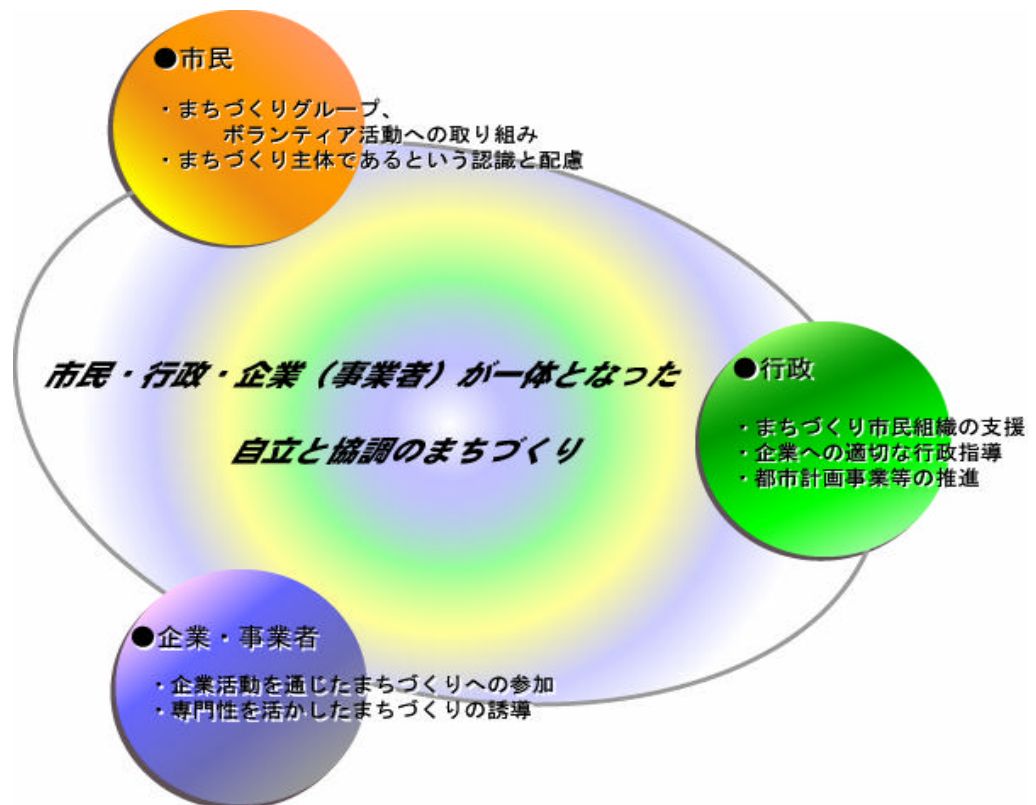 ●市民
・まちづくりグループ、
ボランティア活動への取り組み
・まちづくり主体であるという認識と配慮
市民・行政・企業（事業者）が一体となった
自立と協調のまちづくり
●行政
・まちづくり市民組織の支援
・企業への適切な行政指導
・都市計画事業等の推進
●企業・事業者
・企業活動を通じたまちづくりへの参加
・専門性を活かしたまちづくりの誘導